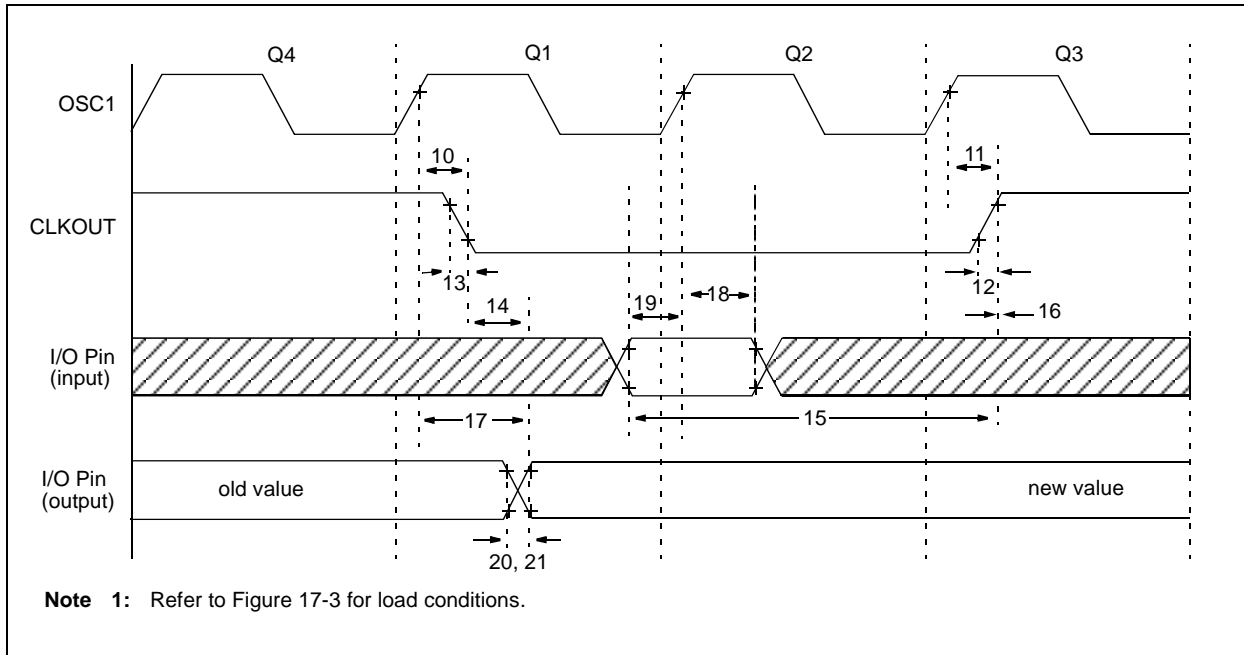 Q4 Q1 Q2 Q3
OSC1
10 11
CLKOUT
13 12
14 19 18 16
I/O Pin
(input)
17 15
I/O Pin
(output)
old value new value
20, 21
Note 1: Refer to Figure 17-3 for load conditions.